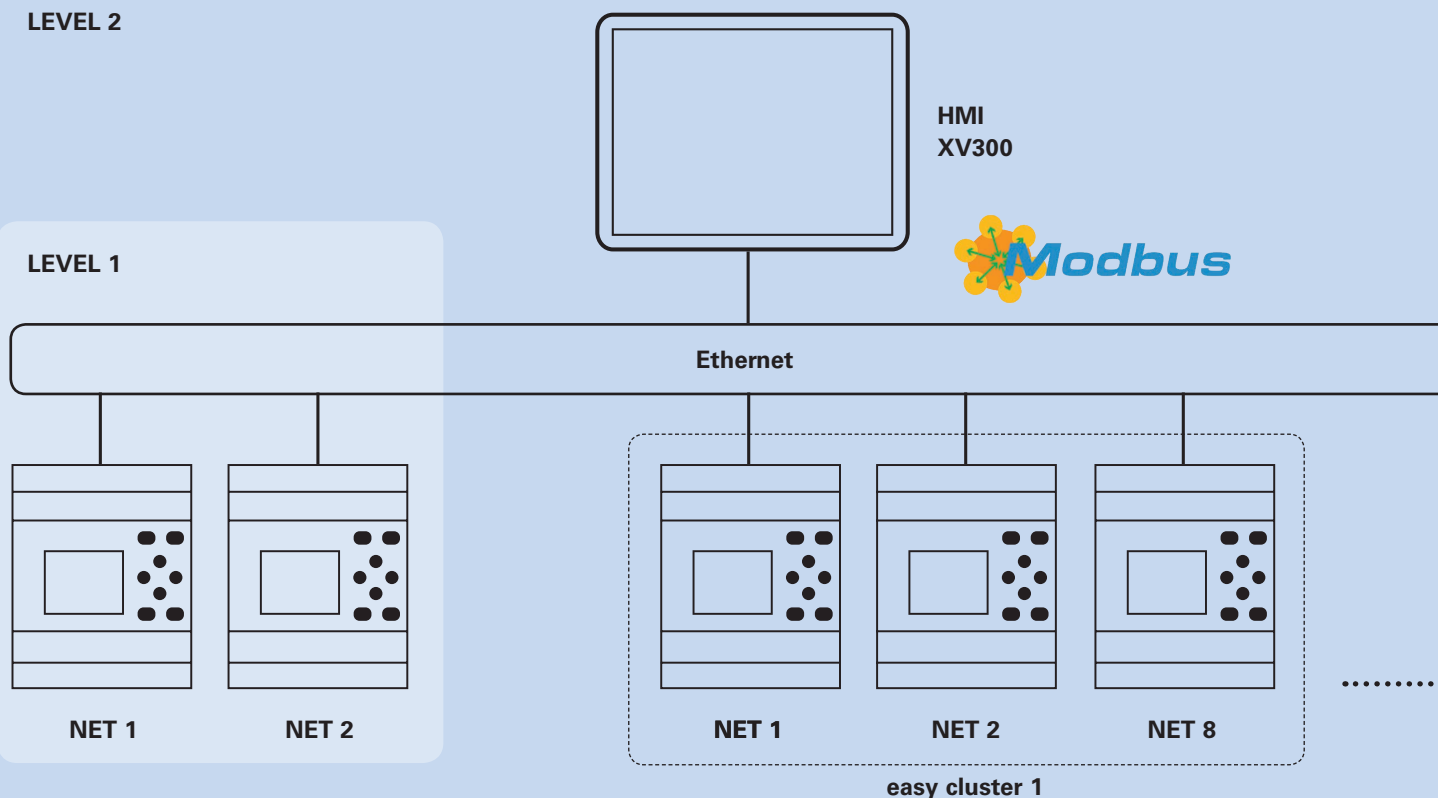 LEVEL 2
HMI
XV300
LEVEL 1
Modbus
Ethernet
NET 1
NET 2
NET 1
NET 2
NET 8
easy cluster 1